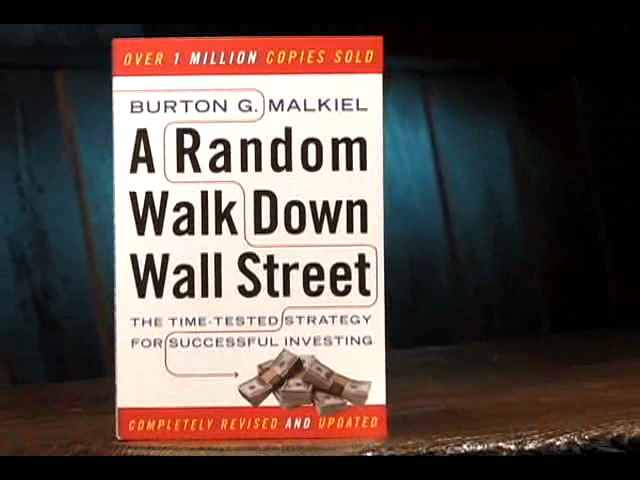 OVER 1 MILLION COPIES SOLD
BURTON G. MALKIEL
A Random
Walk Down
Wall Street
THE TIME-TESTED STRATEGY
FOR SUCCESSFUL INVESTING
COMPLETELY REVISED AND UPDATED